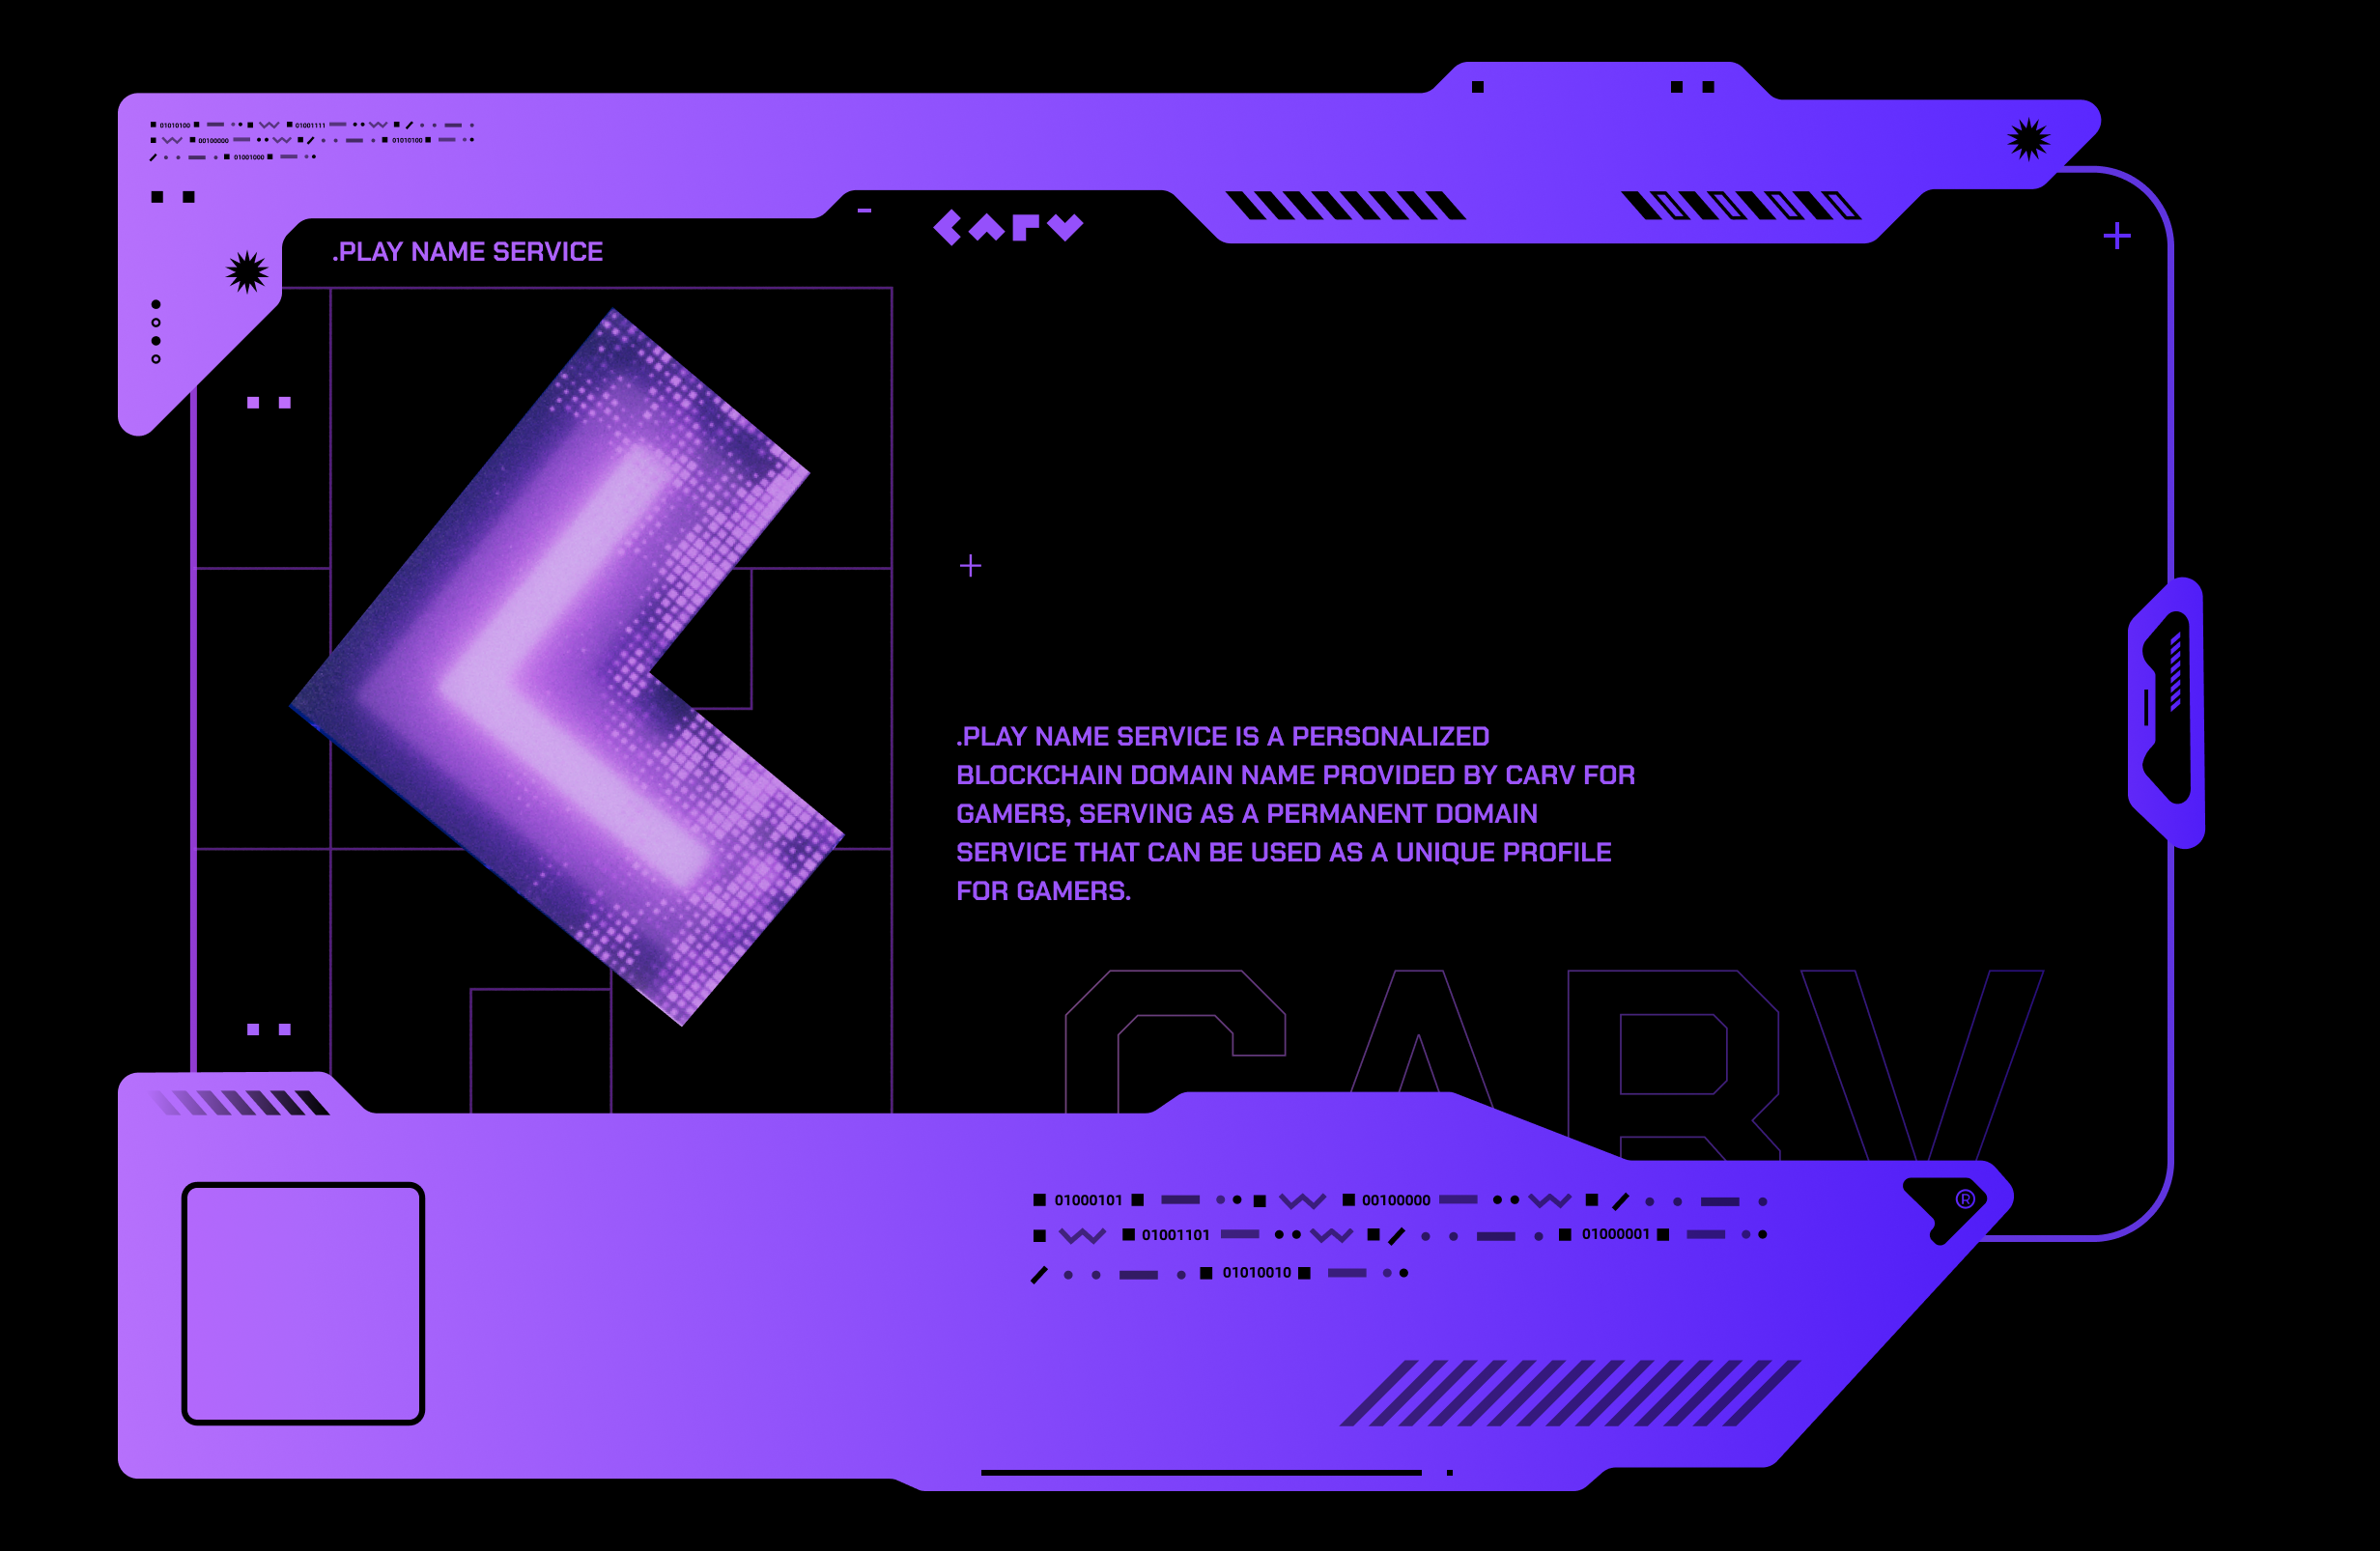 01010100 01001111
00100000 01010100
01001000
CARV
.PLAY NAME SERVICE
.PLAY NAME SERVICE IS A PERSONALIZED
BLOCKCHAIN DOMAIN NAME PROVIDED BY CARV FOR
GAMERS, SERVING AS A PERMANENT DOMAIN
SERVICE THAT CAN BE USED AS A UNIQUE PROFILE
FOR GAMERS.
CARV
®
01000101 00100000
01001101 01000001
01010010